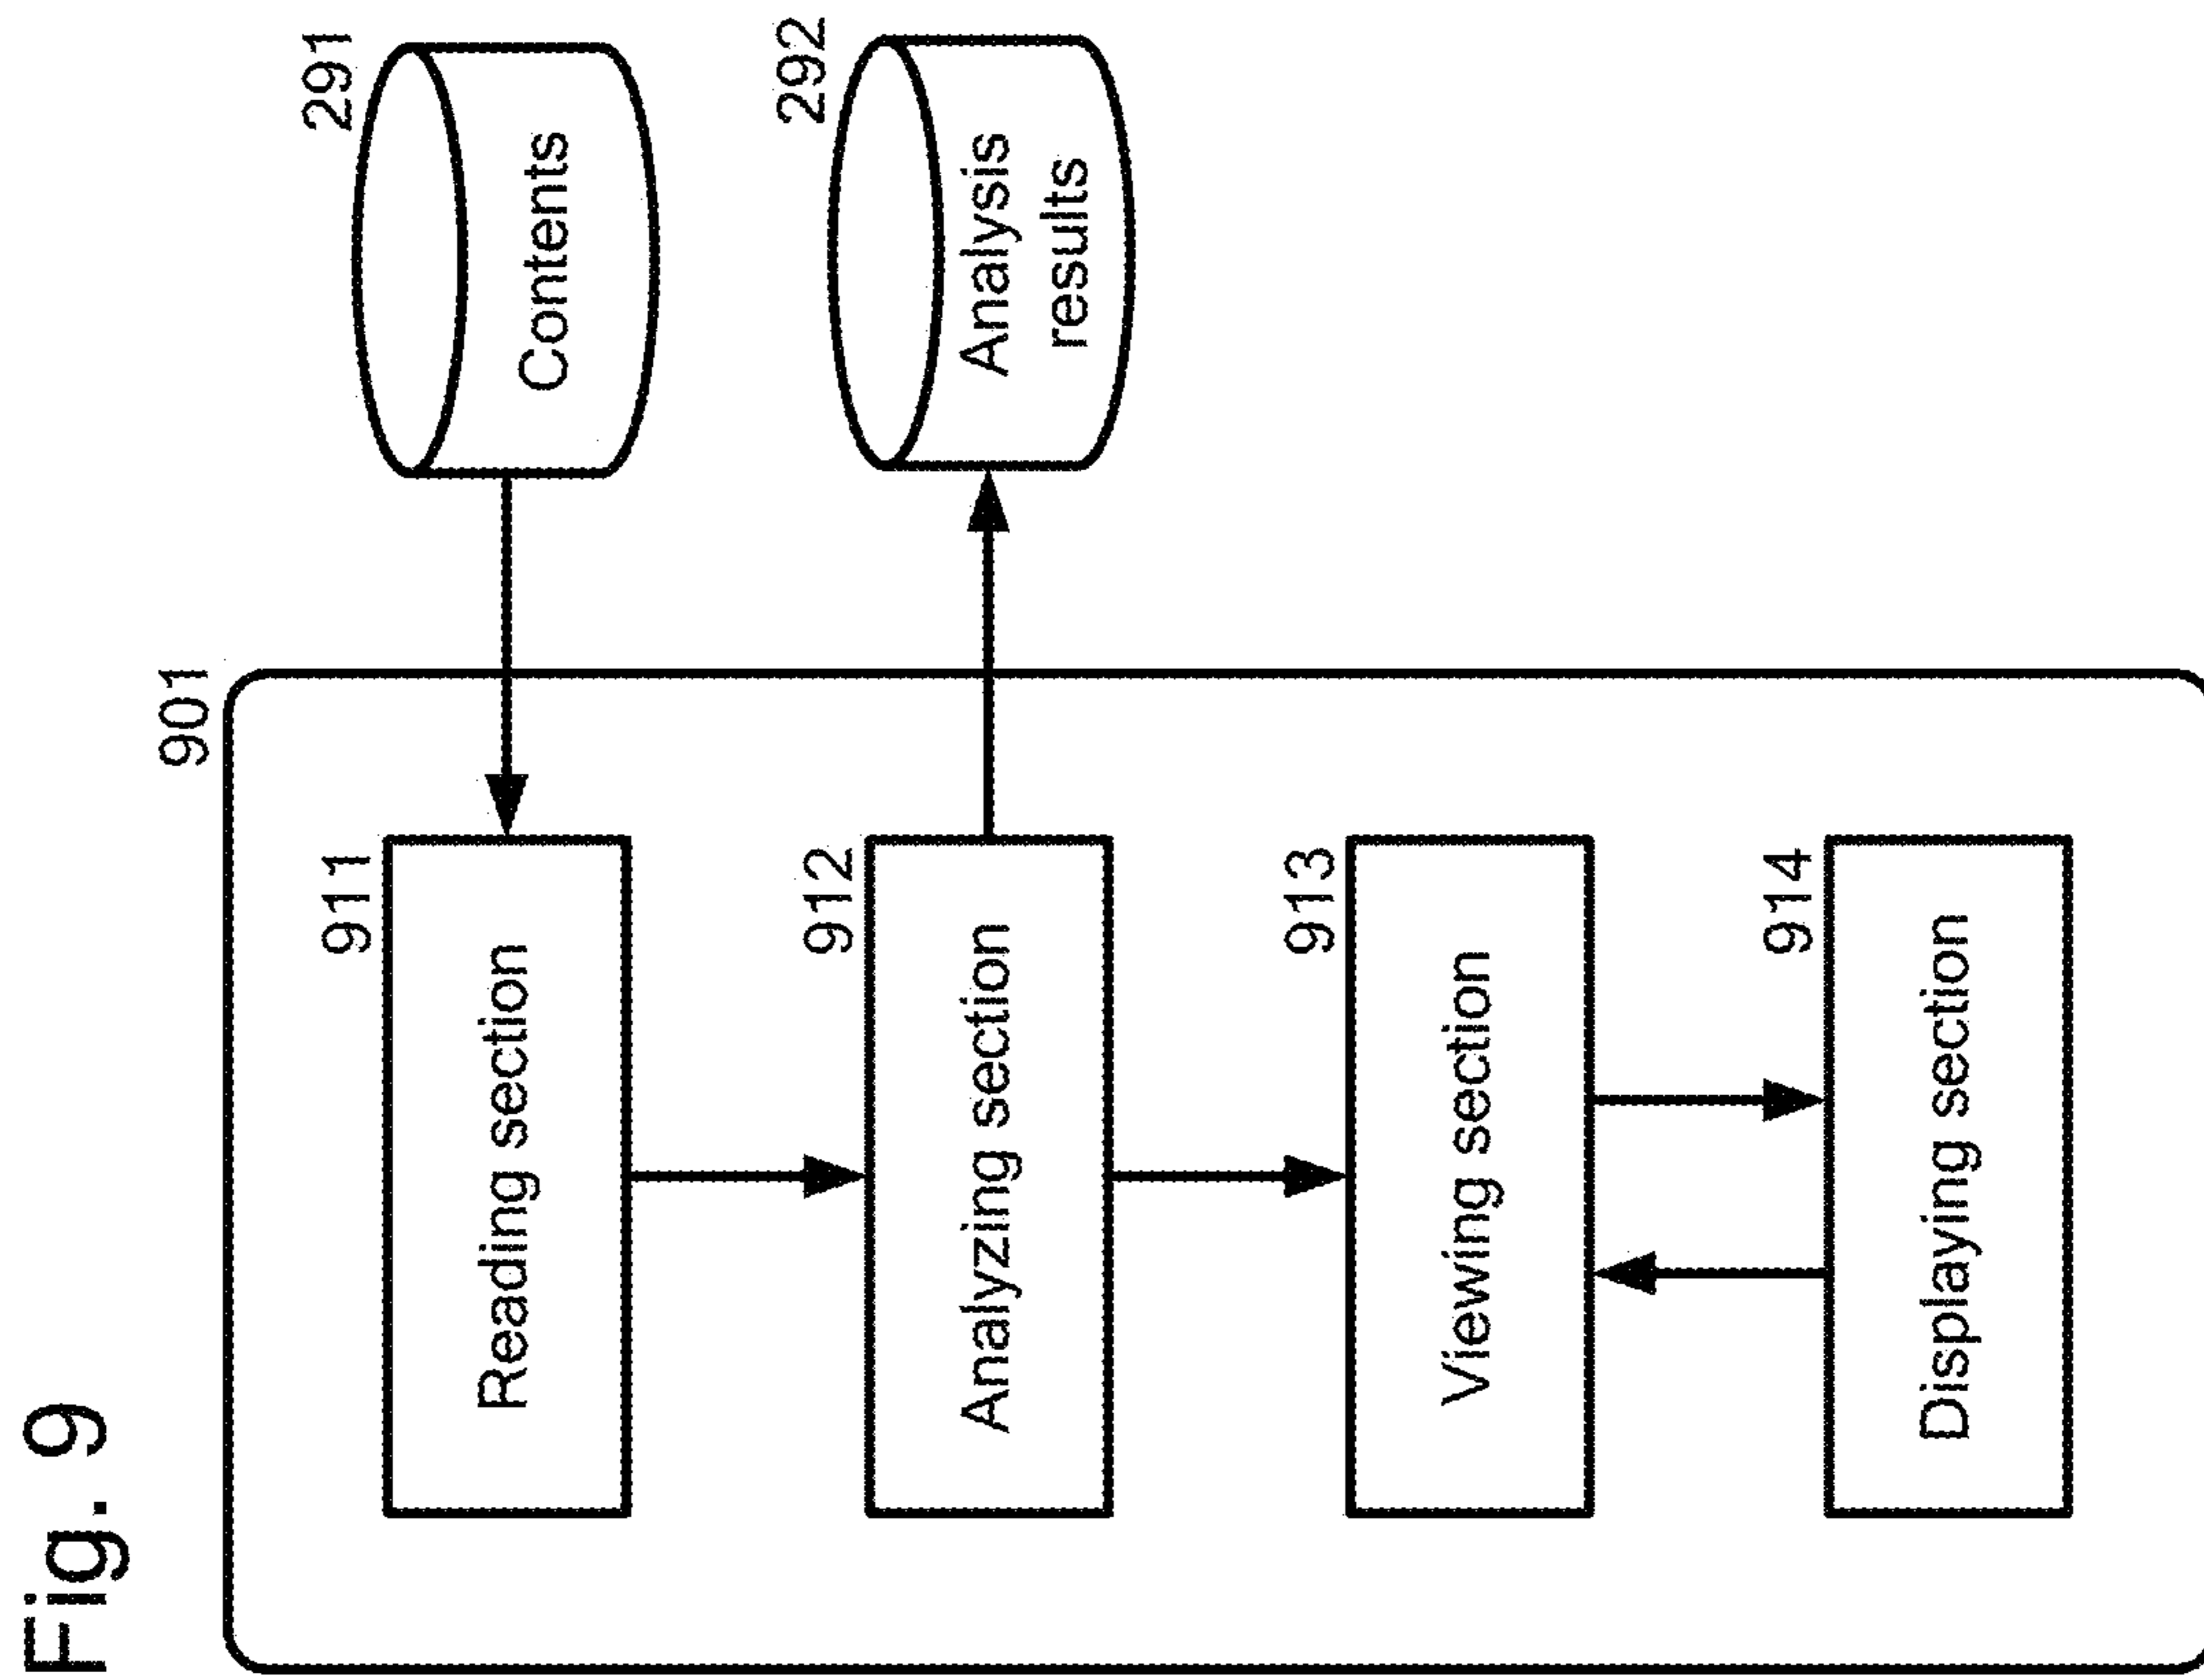 Fig. 9
901
911
Reading section
291
Contents
912
Analyzing section
292
Analysis
results
913
Viewing section
914
Displaying section